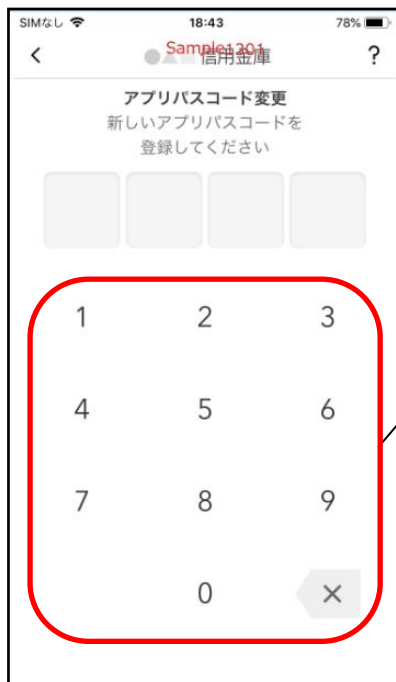 SIMなし 18:43 78%
< ●▲■信用金庫 ?
Sample1201
アプリパスコード変更
新しいアプリパスコードを
登録してください
1 2 3
4 5 6
7 8 9
0 ×